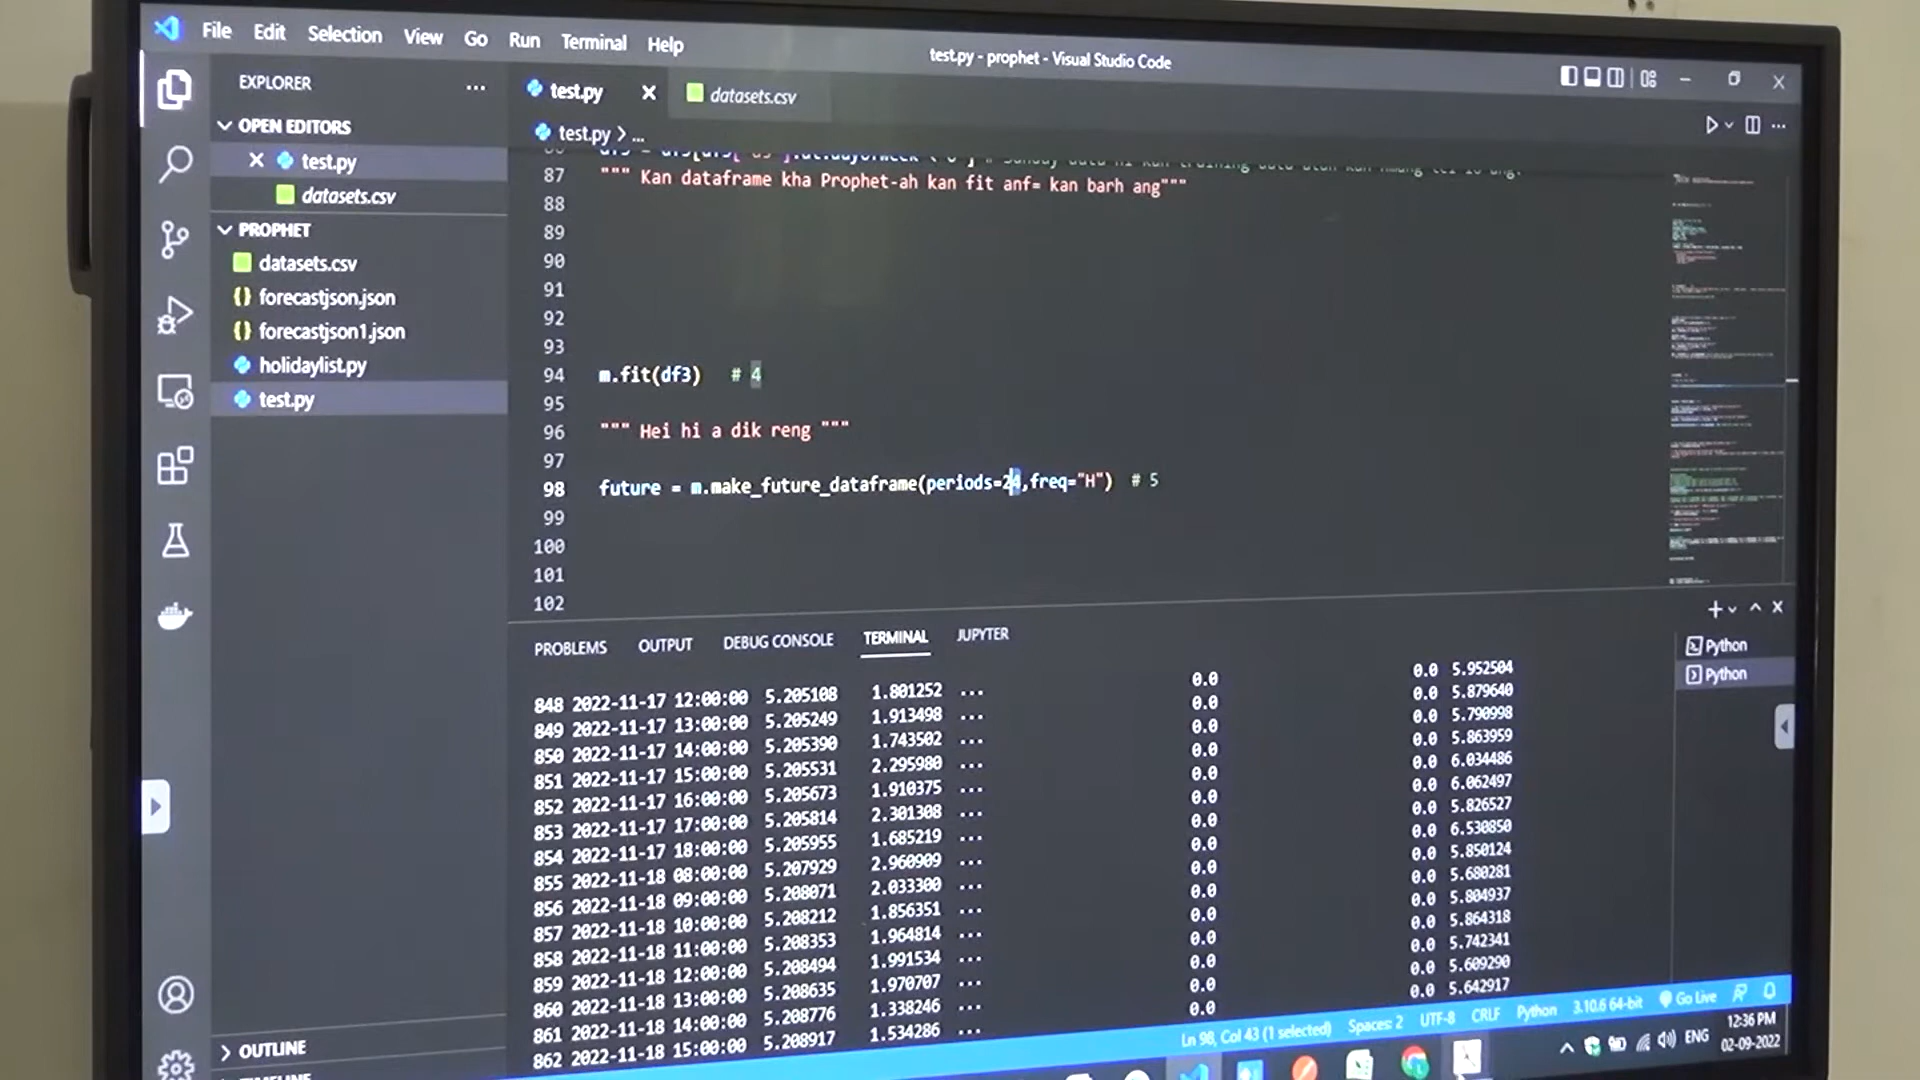 File Edit Selection View Go Run Terminal Help
test.py - prophet - Visual Studio Code
EXPLORER ...
OPEN EDITORS
test.py
datasets.csv
PROPHET
datasets.csv
{} forecastjson.json
{} forecastjson1.json
holidaylist.py
test.py
OUTLINE
test.py datasets.csv
test.py > ...
87 """ Kan dataframe kha Prophet-ah kan fit anf= kan barh ang"""
88
89
90
91
92
93
94 m.fit(df3) # 4
95
96 """ Hei hi a dik reng """
97
98 future = m.make_future_dataframe(periods=24,freq="H") # 5
99
100
101
102
PROBLEMS OUTPUT DEBUG CONSOLE TERMINAL JUPYTER
Python
Python
0.0 5.952504
848 2022-11-17 12:00:00 5.205108 1.801252 ... 0.0 0.0 5.879640
849 2022-11-17 13:00:00 5.205249 1.913498 ... 0.0 0.0 5.790998
850 2022-11-17 14:00:00 5.205390 1.743502 ... 0.0 0.0 5.863959
851 2022-11-17 15:00:00 5.205531 2.295980 ... 0.0 0.0 6.034486
852 2022-11-17 16:00:00 5.205673 1.910375 ... 0.0 0.0 6.062497
853 2022-11-17 17:00:00 5.205814 2.301308 ... 0.0 0.0 5.826527
854 2022-11-17 18:00:00 5.205955 1.685219 ... 0.0 0.0 6.530850
855 2022-11-18 08:00:00 5.207929 2.960909 ... 0.0 0.0 5.850124
856 2022-11-18 09:00:00 5.208071 2.033300 ... 0.0 0.0 5.680281
857 2022-11-18 10:00:00 5.208212 1.856351 ... 0.0 0.0 5.804937
858 2022-11-18 11:00:00 5.208353 1.964814 ... 0.0 0.0 5.864318
859 2022-11-18 12:00:00 5.208494 1.991534 ... 0.0 0.0 5.742341
860 2022-11-18 13:00:00 5.208635 1.970707 ... 0.0 0.0 5.609290
861 2022-11-18 14:00:00 5.208776 1.338246 ... 0.0 0.0 5.642917
862 2022-11-18 15:00:00 5.208917 1.534286 ... 0.0
Ln 98, Col 43 (1 selected) Spaces: 2 UTF-8 CRLF Python 3.10.6 64-bit Go Live
ENG 12:36 PM
02-09-2022